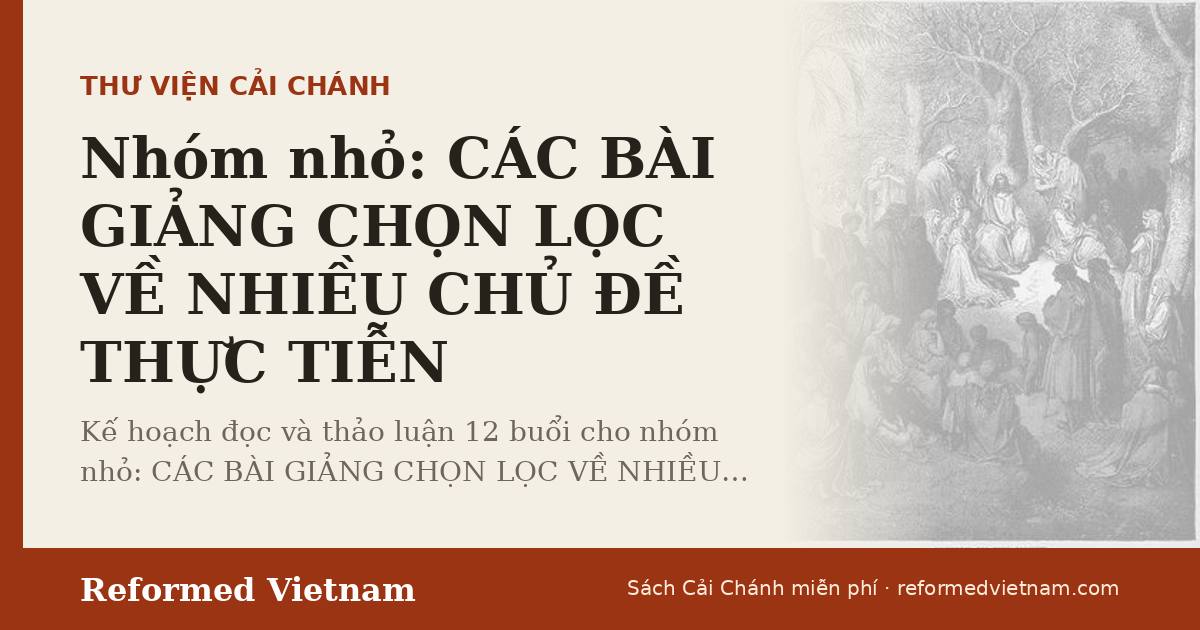 THƯ VIỆN CẢI CHÁNH
Nhóm nhỏ: CÁC BÀI
GIẢNG CHỌN LỌC
VỀ NHIỀU CHỦ ĐỀ
THỰC TIỄN
Kế hoạch đọc và thảo luận 12 buổi cho nhóm
nhỏ: CÁC BÀI GIẢNG CHỌN LỌC VỀ NHIỀU...
Reformed Vietnam
Sách Cải Chánh miễn phí · reformedvietnam.com